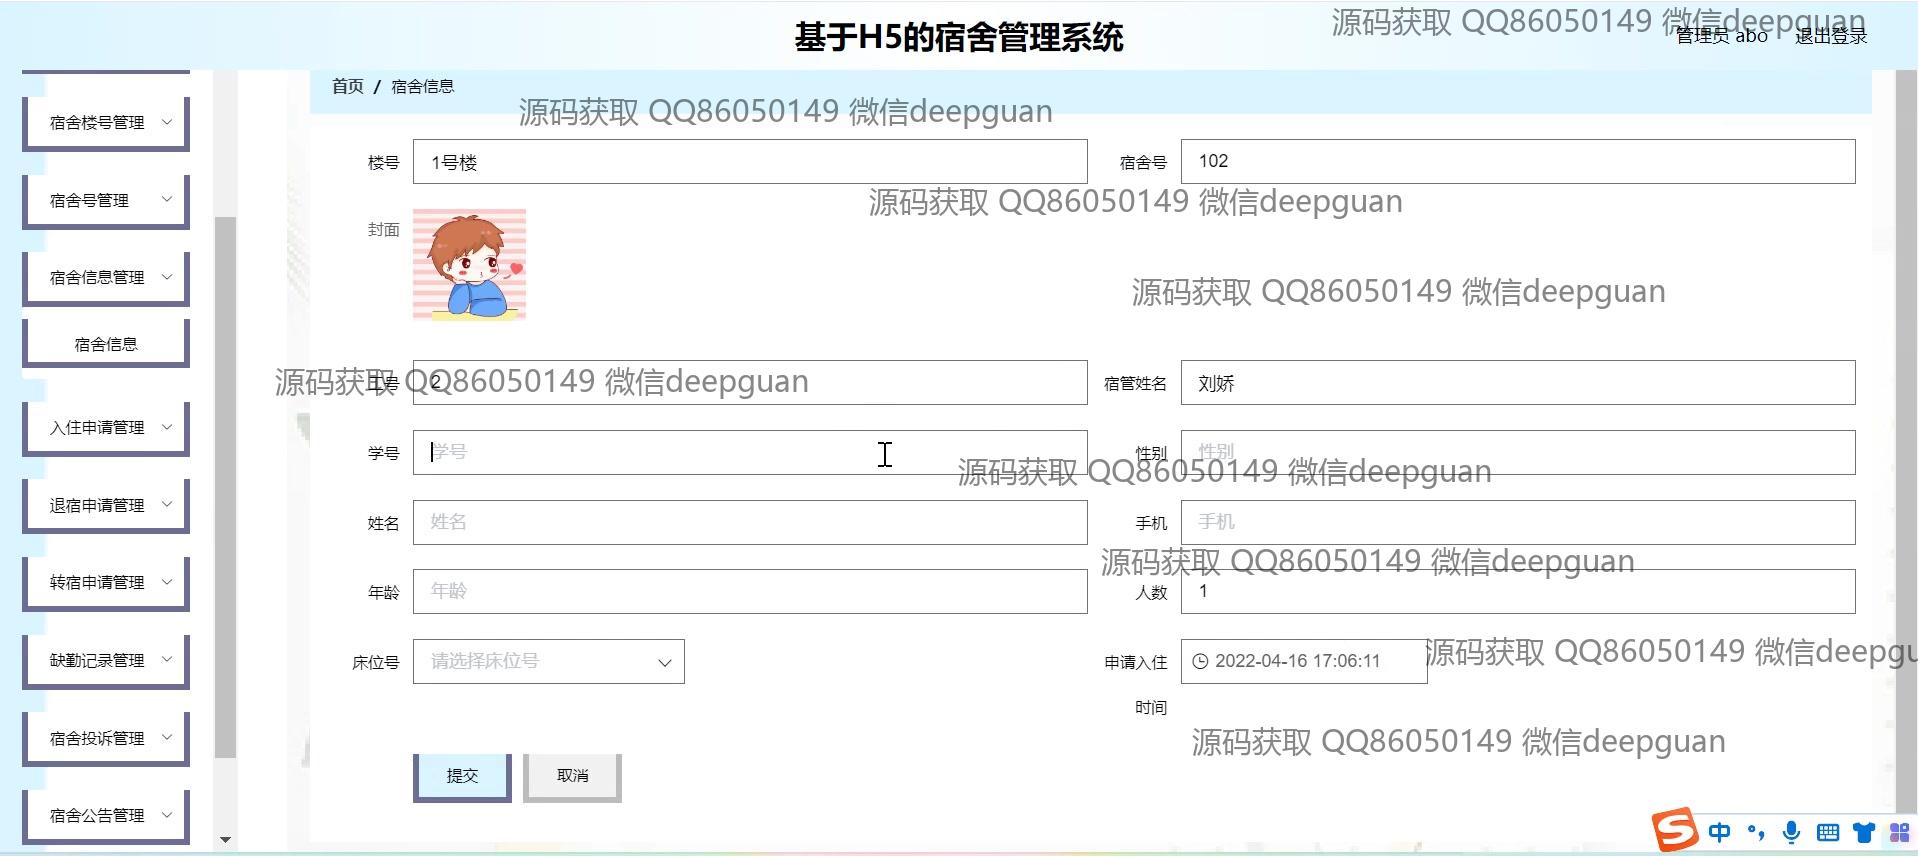 基于H5的宿舍管理系统
源码获取 QQ86050149 微信deepguan
管理员 abo 退出登录
首页 / 宿舍信息
源码获取 QQ86050149 微信deepguan
宿舍楼号管理
楼号 1号楼 宿舍号 102
宿舍号管理
源码获取 QQ86050149 微信deepguan
封面
宿舍信息管理
源码获取 QQ86050149 微信deepguan
宿舍信息
源码获取 QQ86050149 微信deepguan
工号 2 宿管姓名 刘娇
入住申请管理
学号 学号 性别 性别
源码获取 QQ86050149 微信deepguan
退宿申请管理
姓名 姓名 手机 手机
源码获取 QQ86050149 微信deepguan
转宿申请管理
年龄 年龄 人数 1
缺勤记录管理
床位号 请选择床位号 申请入住时间 2022-04-16 17:06:11
源码获取 QQ86050149 微信deepgu
宿舍投诉管理
源码获取 QQ86050149 微信deepguan
提交 取消
宿舍公告管理
中